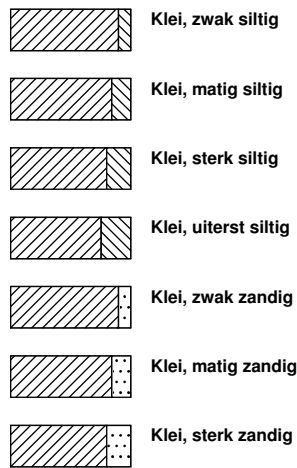 Klei, zwak siltig
Klei, matig siltig
Klei, sterk siltig
Klei, uiterst siltig
Klei, zwak zandig
Klei, matig zandig
Klei, sterk zandig